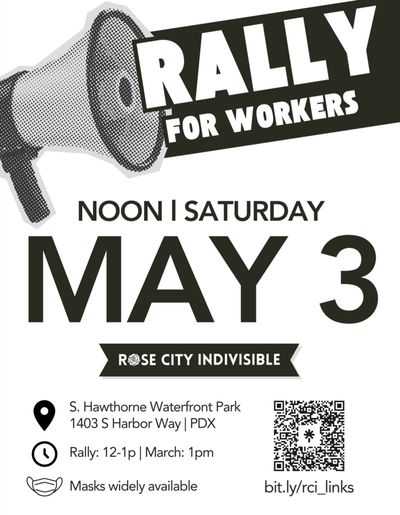 RALLY
FOR WORKERS
NOON | SATURDAY
MAY 3
ROSE CITY INDIVISIBLE
S. Hawthorne Waterfront Park
1403 S Harbor Way | PDX
Rally: 12-1p | March: 1pm
Masks widely available
bit.ly/rci_links